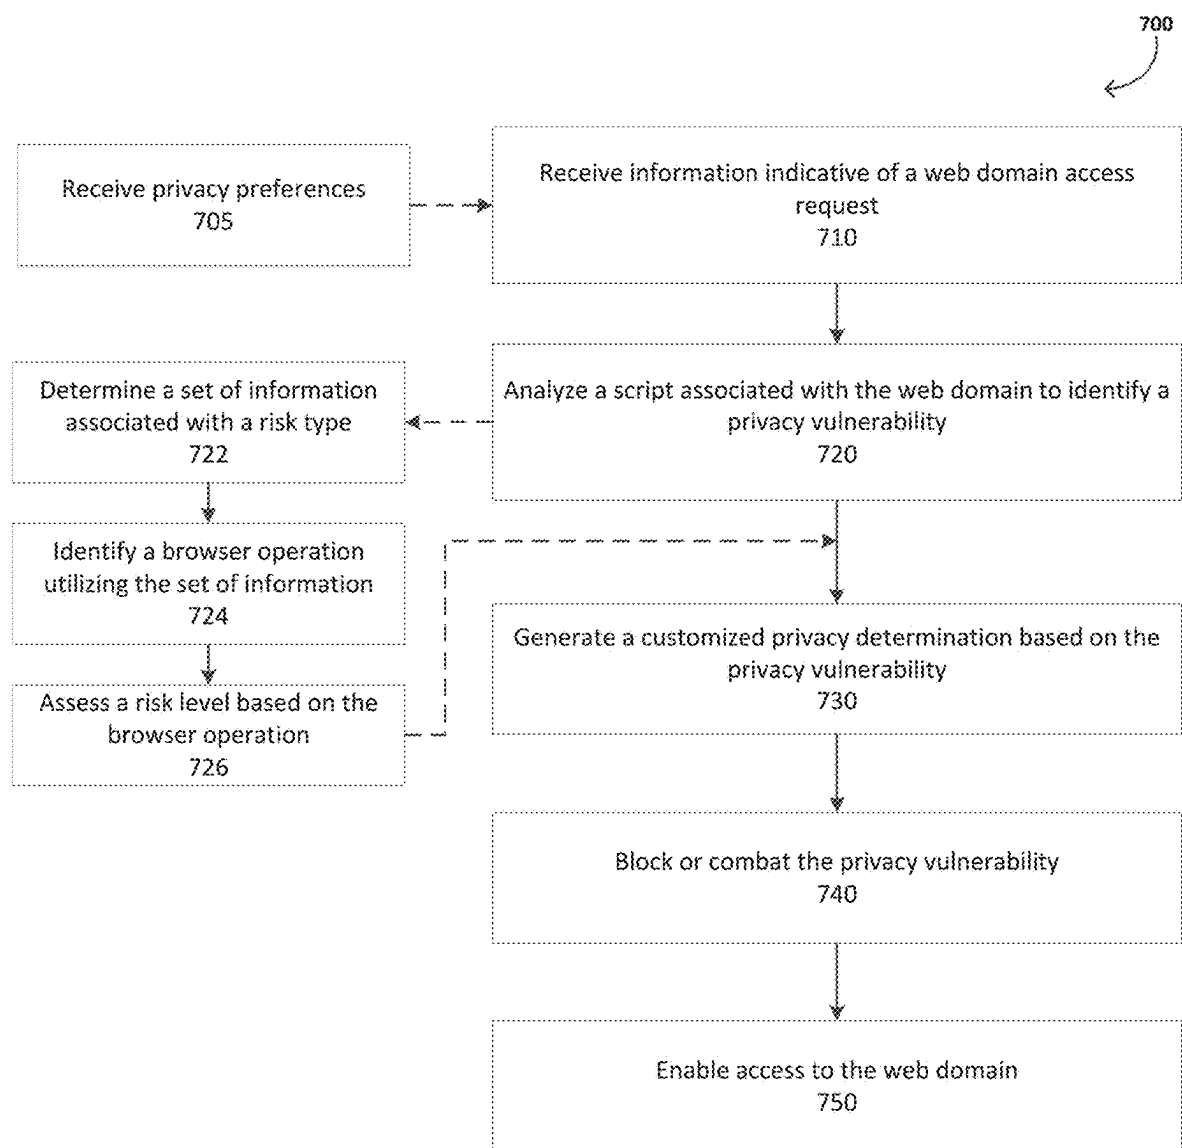 700
Receive privacy preferences
705
Receive information indicative of a web domain access
request
710
Determine a set of information
associated with a risk type
722
Analyze a script associated with the web domain to identify a
privacy vulnerability
720
Identify a browser operation
utilizing the set of information
724
Assess a risk level based on the
browser operation
726
Generate a customized privacy determination based on the
privacy vulnerability
730
Block or combat the privacy vulnerability
740
Enable access to the web domain
750